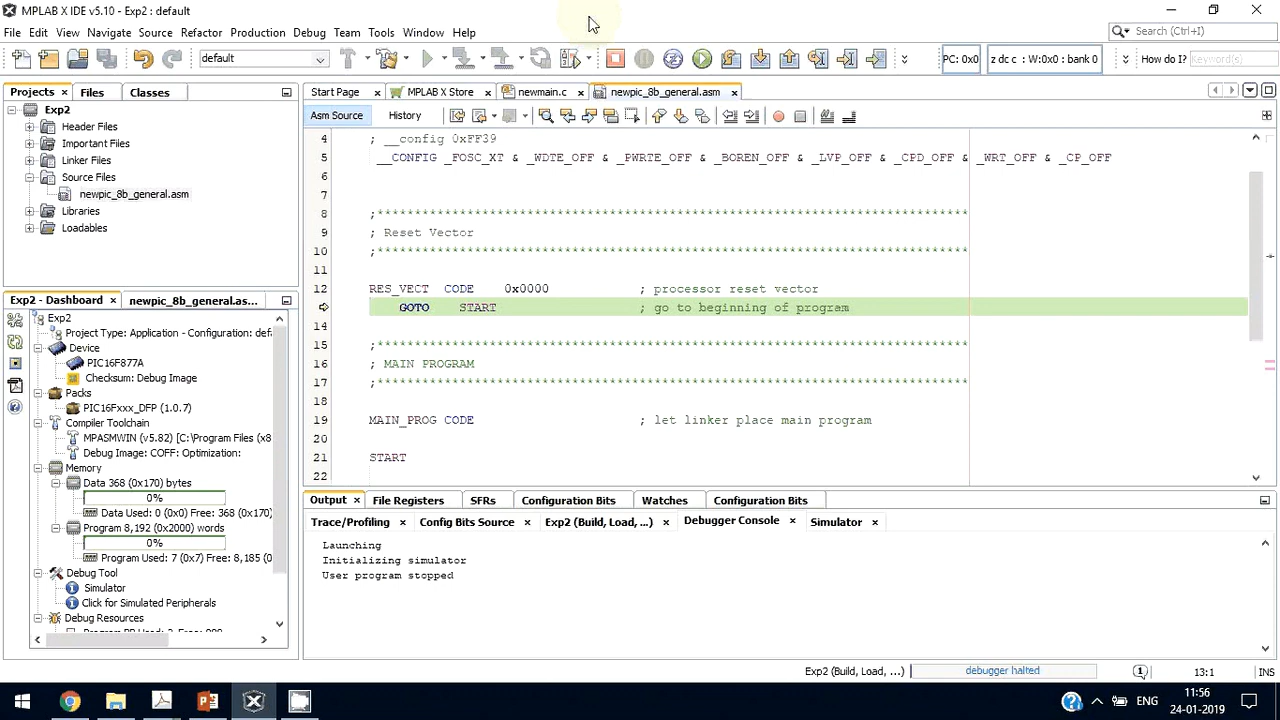 MPLAB X IDE v5.10 - Exp2 : default
File Edit View Navigate Source Refactor Production Debug Team Tools Window Help
Search (Ctrl+I)
default
PC: 0x0
z dc c : W:0x0 : bank 0
How do I?
Keyword(s)
Projects
Files
Classes
Exp2
Header Files
Important Files
Linker Files
Source Files
newpic_8b_general.asm
Libraries
Loadables
Exp2 - Dashboard
newpic_8b_general.as...
Exp2
Project Type: Application - Configuration: def
Device
PIC16F877A
Checksum: Debug Image
Packs
PIC16Fxxx_DFP (1.0.7)
Compiler Toolchain
MPASMWIN (v5.82) [C:\Program Files (x8
Debug Image: COFF: Optimization:
Memory
Data 368 (0x170) bytes
0%
Data Used: 0 (0x0) Free: 368 (0x170)
Program 8,192 (0x2000) words
0%
Program Used: 7 (0x7) Free: 8,185 (0x
Debug Tool
Simulator
Click for Simulated Peripherals
Debug Resources
Start Page
MPLAB X Store
newmain.c
newpic_8b_general.asm
Asm Source
History
4 ; __config 0xFF39
5 __CONFIG _FOSC_XT & _WDTE_OFF & _PWRTE_OFF & _BOREN_OFF & _LVP_OFF & _CPD_OFF & _WRT_OFF & _CP_OFF
6
7
8 ;*******************************************************************************
9 ; Reset Vector
10 ;*******************************************************************************
11
12 RES_VECT CODE 0x0000 ; processor reset vector
GOTO START ; go to beginning of program
14
15 ;*******************************************************************************
16 ; MAIN PROGRAM
17 ;*******************************************************************************
18
19 MAIN_PROG CODE ; let linker place main program
20
21 START
22
Output
File Registers
SFRs
Configuration Bits
Watches
Configuration Bits
Trace/Profiling
Config Bits Source
Exp2 (Build, Load, ...)
Debugger Console
Simulator
Launching
Initializing simulator
User program stopped
Exp2 (Build, Load, ...)
debugger halted
1
13:1
INS
ENG
11:56
24-01-2019